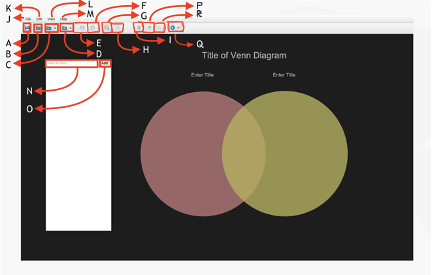 K L F P
J File Edit View Help M G R
A E I
B D H Q
C
Title of Venn Diagram
Enter Title Enter Title
N Add
O